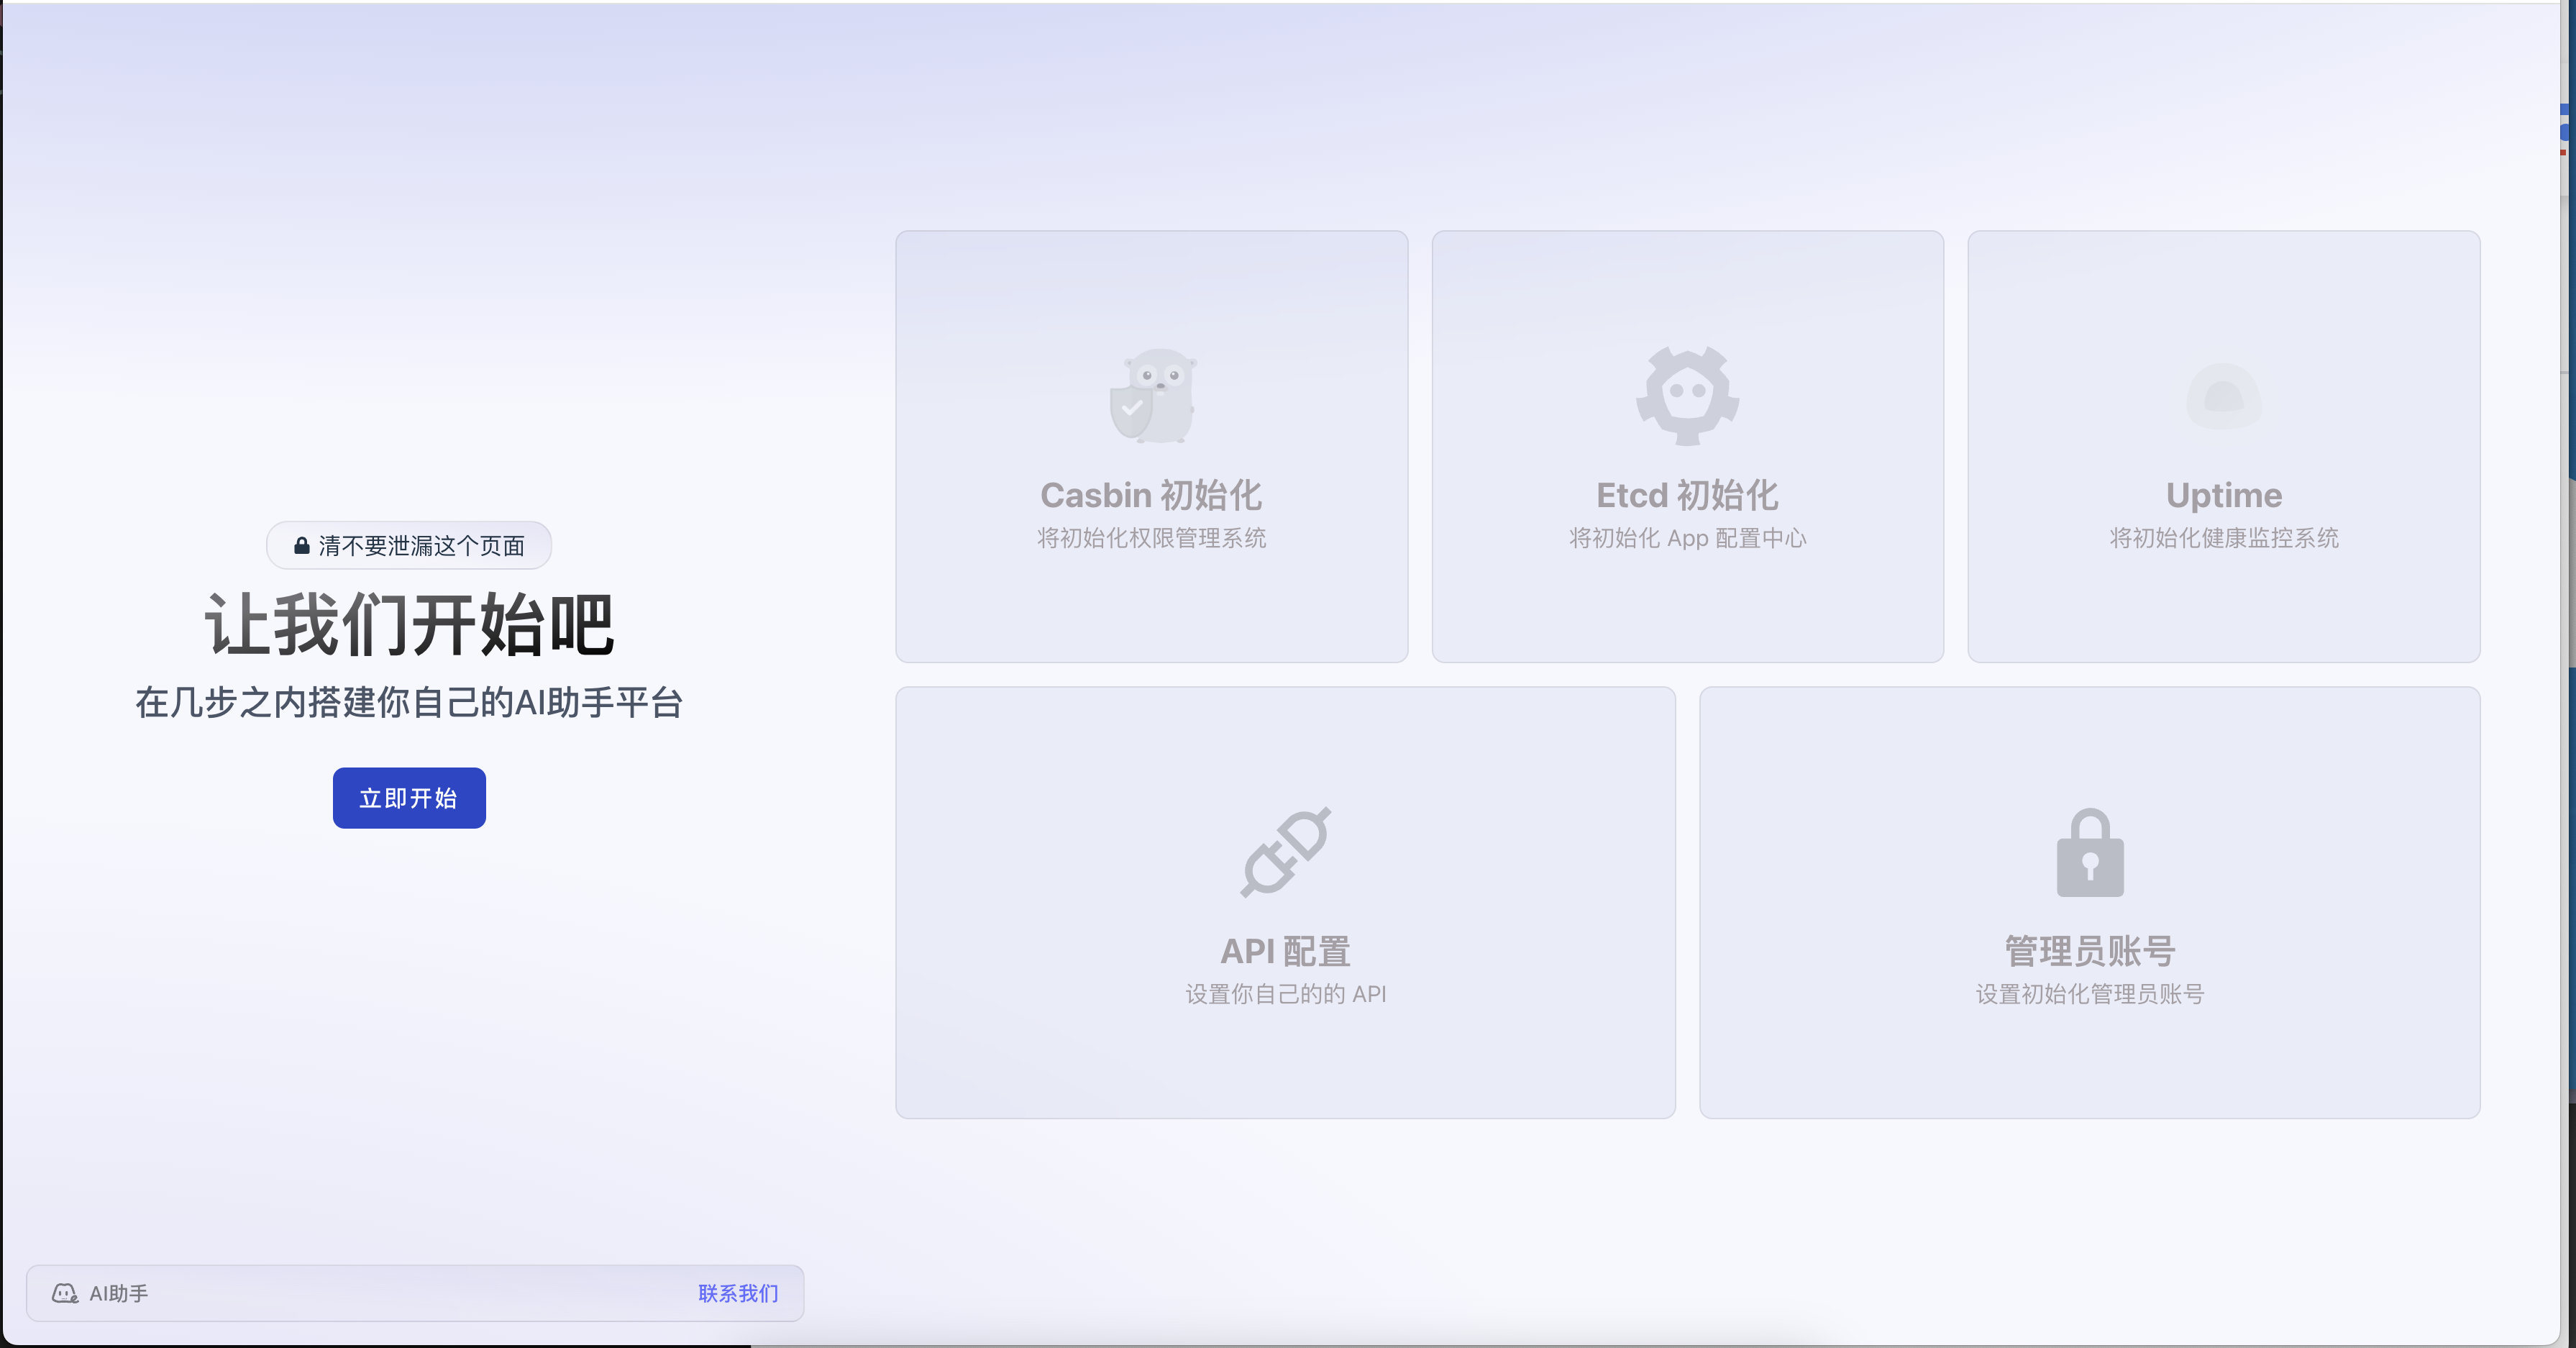 清不要泄漏这个页面
让我们开始吧
在几步之内搭建你自己的AI助手平台
立即开始
Casbin 初始化
将初始化权限管理系统
Etcd 初始化
将初始化 App 配置中心
Uptime
将初始化健康监控系统
API 配置
设置你自己的的 API
管理员账号
设置初始化管理员账号
AI助手
联系我们